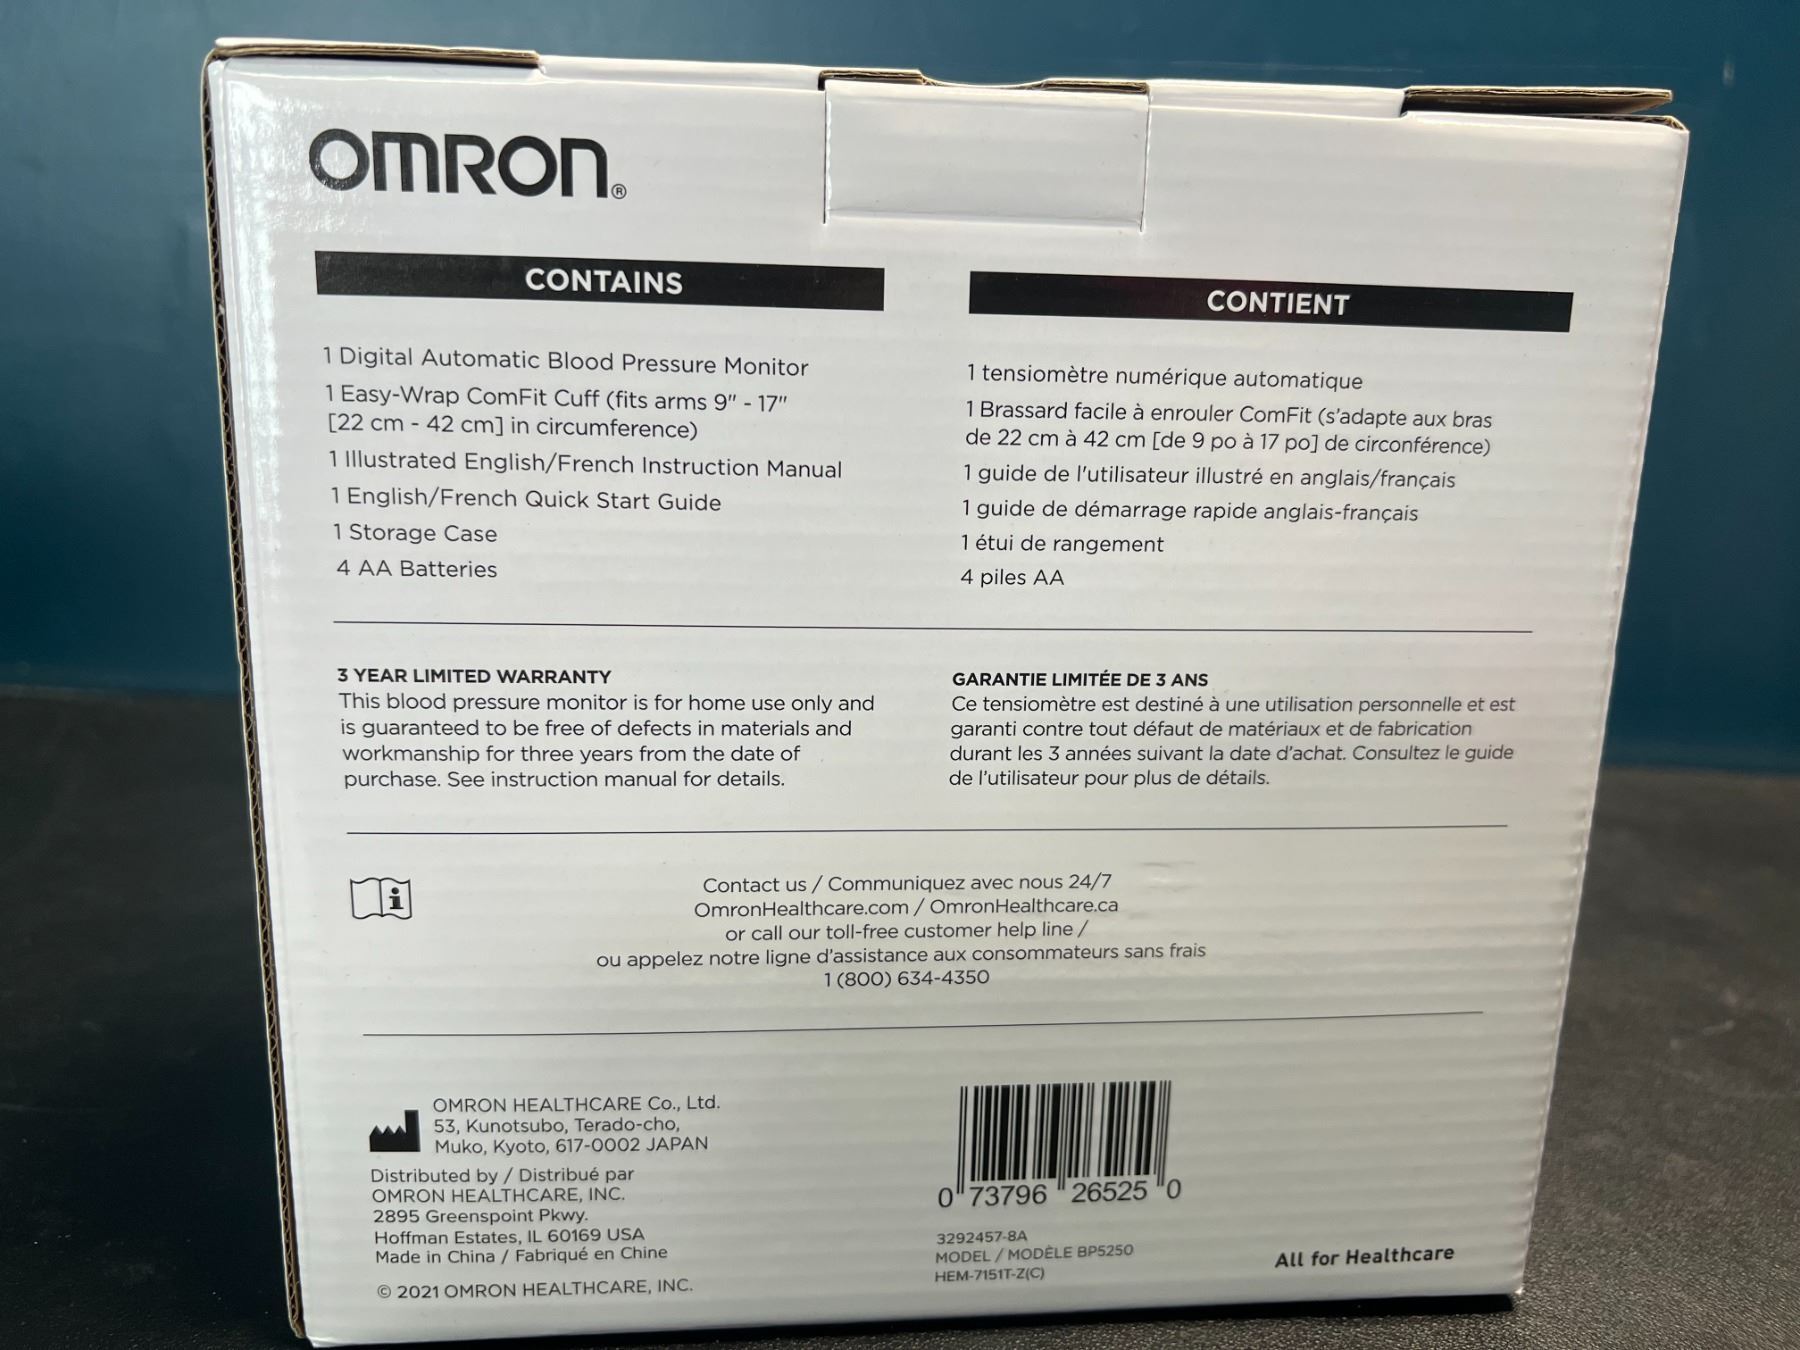 OMRON®
CONTAINS
1 Digital Automatic Blood Pressure Monitor
1 Easy-Wrap ComFit Cuff (fits arms 9" - 17"
[22 cm - 42 cm] in circumference)
1 Illustrated English/French Instruction Manual
1 English/French Quick Start Guide
1 Storage Case
4 AA Batteries
CONTIENT
1 tensiomètre numérique automatique
1 Brassard facile à enrouler ComFit (s'adapte aux bras
de 22 cm à 42 cm [de 9 po à 17 po] de circonférence)
1 guide de l'utilisateur illustré en anglais/français
1 guide de démarrage rapide anglais-français
1 étui de rangement
4 piles AA
3 YEAR LIMITED WARRANTY
This blood pressure monitor is for home use only and
is guaranteed to be free of defects in materials and
workmanship for three years from the date of
purchase. See instruction manual for details.
GARANTIE LIMITÉE DE 3 ANS
Ce tensiomètre est destiné à une utilisation personnelle et est
garanti contre tout défaut de matériaux et de fabrication
durant les 3 années suivant la date d'achat. Consultez le guide
de l'utilisateur pour plus de détails.
Contact us / Communiquez avec nous 24/7
OmronHealthcare.com / OmronHealthcare.ca
or call our toll-free customer help line /
ou appelez notre ligne d'assistance aux consommateurs sans frais
1 (800) 634-4350
OMRON HEALTHCARE Co., Ltd.
53, Kunotsubo, Terado-cho,
Muko, Kyoto, 617-0002 JAPAN
Distributed by / Distribué par
OMRON HEALTHCARE, INC.
2895 Greenspoint Pkwy.
Hoffman Estates, IL 60169 USA
Made in China / Fabriqué en Chine
© 2021 OMRON HEALTHCARE, INC.
0 73796 26525 0
3292457-8A
MODEL / MODÈLE BP5250
HEM-7151T-Z(C)
All for Healthcare